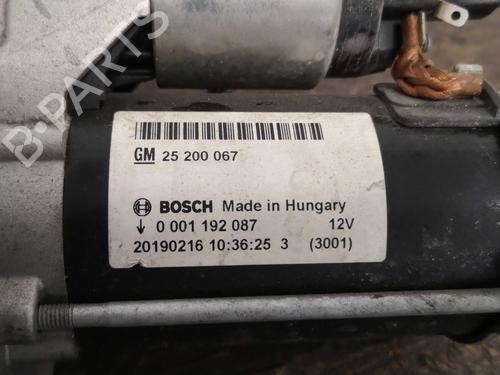 B-PARTS
GM 25 200 067
BOSCH Made in Hungary
↓ 0 001 192 087 12V
20190216 10:36:25 3 (3001)